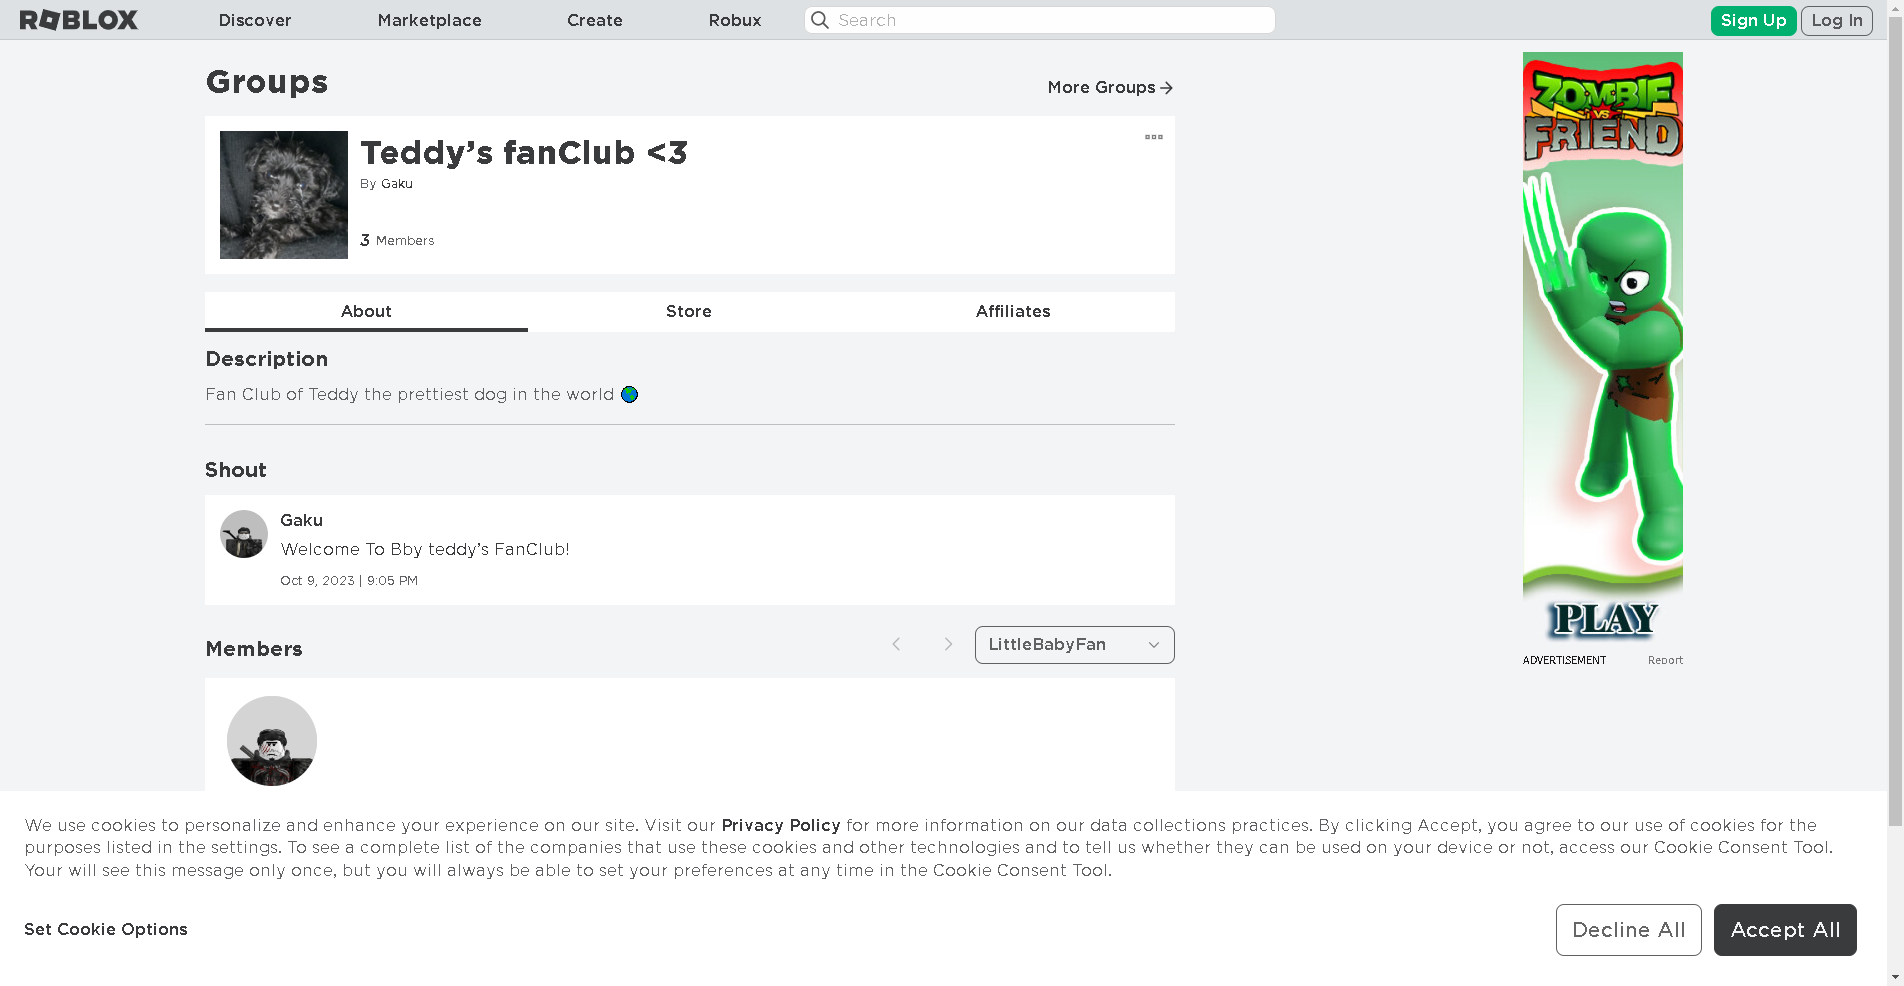 ROBLOX
Discover
Marketplace
Create
Robux
Search
Sign Up
Log In
Groups
More Groups
Teddy’s fanClub <3
By Gaku
3 Members
About
Store
Affiliates
Description
Fan Club of Teddy the prettiest dog in the world
Shout
Gaku
Welcome To Bby teddy’s FanClub!
Oct 9, 2023 | 9:05 PM
Members
LittleBabyFan
ZOMBIE
VS
FRIEND
PLAY
ADVERTISEMENT
Report
We use cookies to personalize and enhance your experience on our site. Visit our Privacy Policy for more information on our data collections practices. By clicking Accept, you agree to our use of cookies for the
purposes listed in the settings. To see a complete list of the companies that use these cookies and other technologies and to tell us whether they can be used on your device or not, access our Cookie Consent Tool.
Your will see this message only once, but you will always be able to set your preferences at any time in the Cookie Consent Tool.
Set Cookie Options
Decline All
Accept All